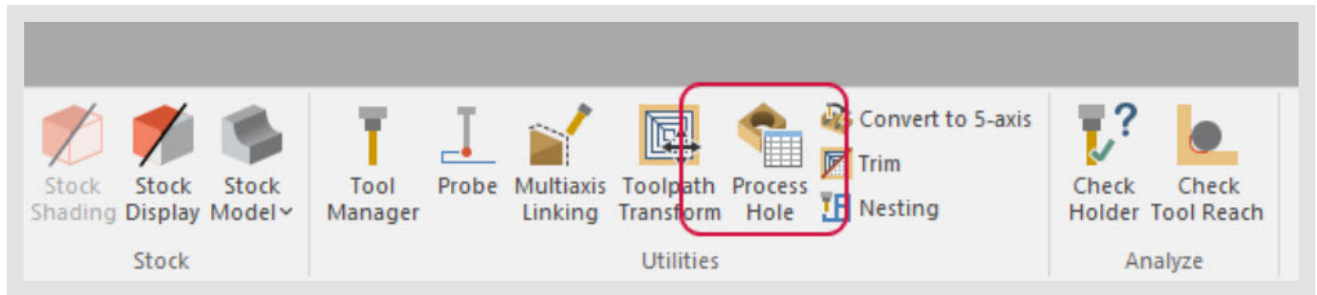 Stock Shading
Stock Display
Stock Model
Tool Manager
Probe
Multiaxis Linking
Toolpath Transform
Process Hole
Convert to 5-axis
Trim
Nesting
Check Holder
Check Tool Reach
Stock
Utilities
Analyze